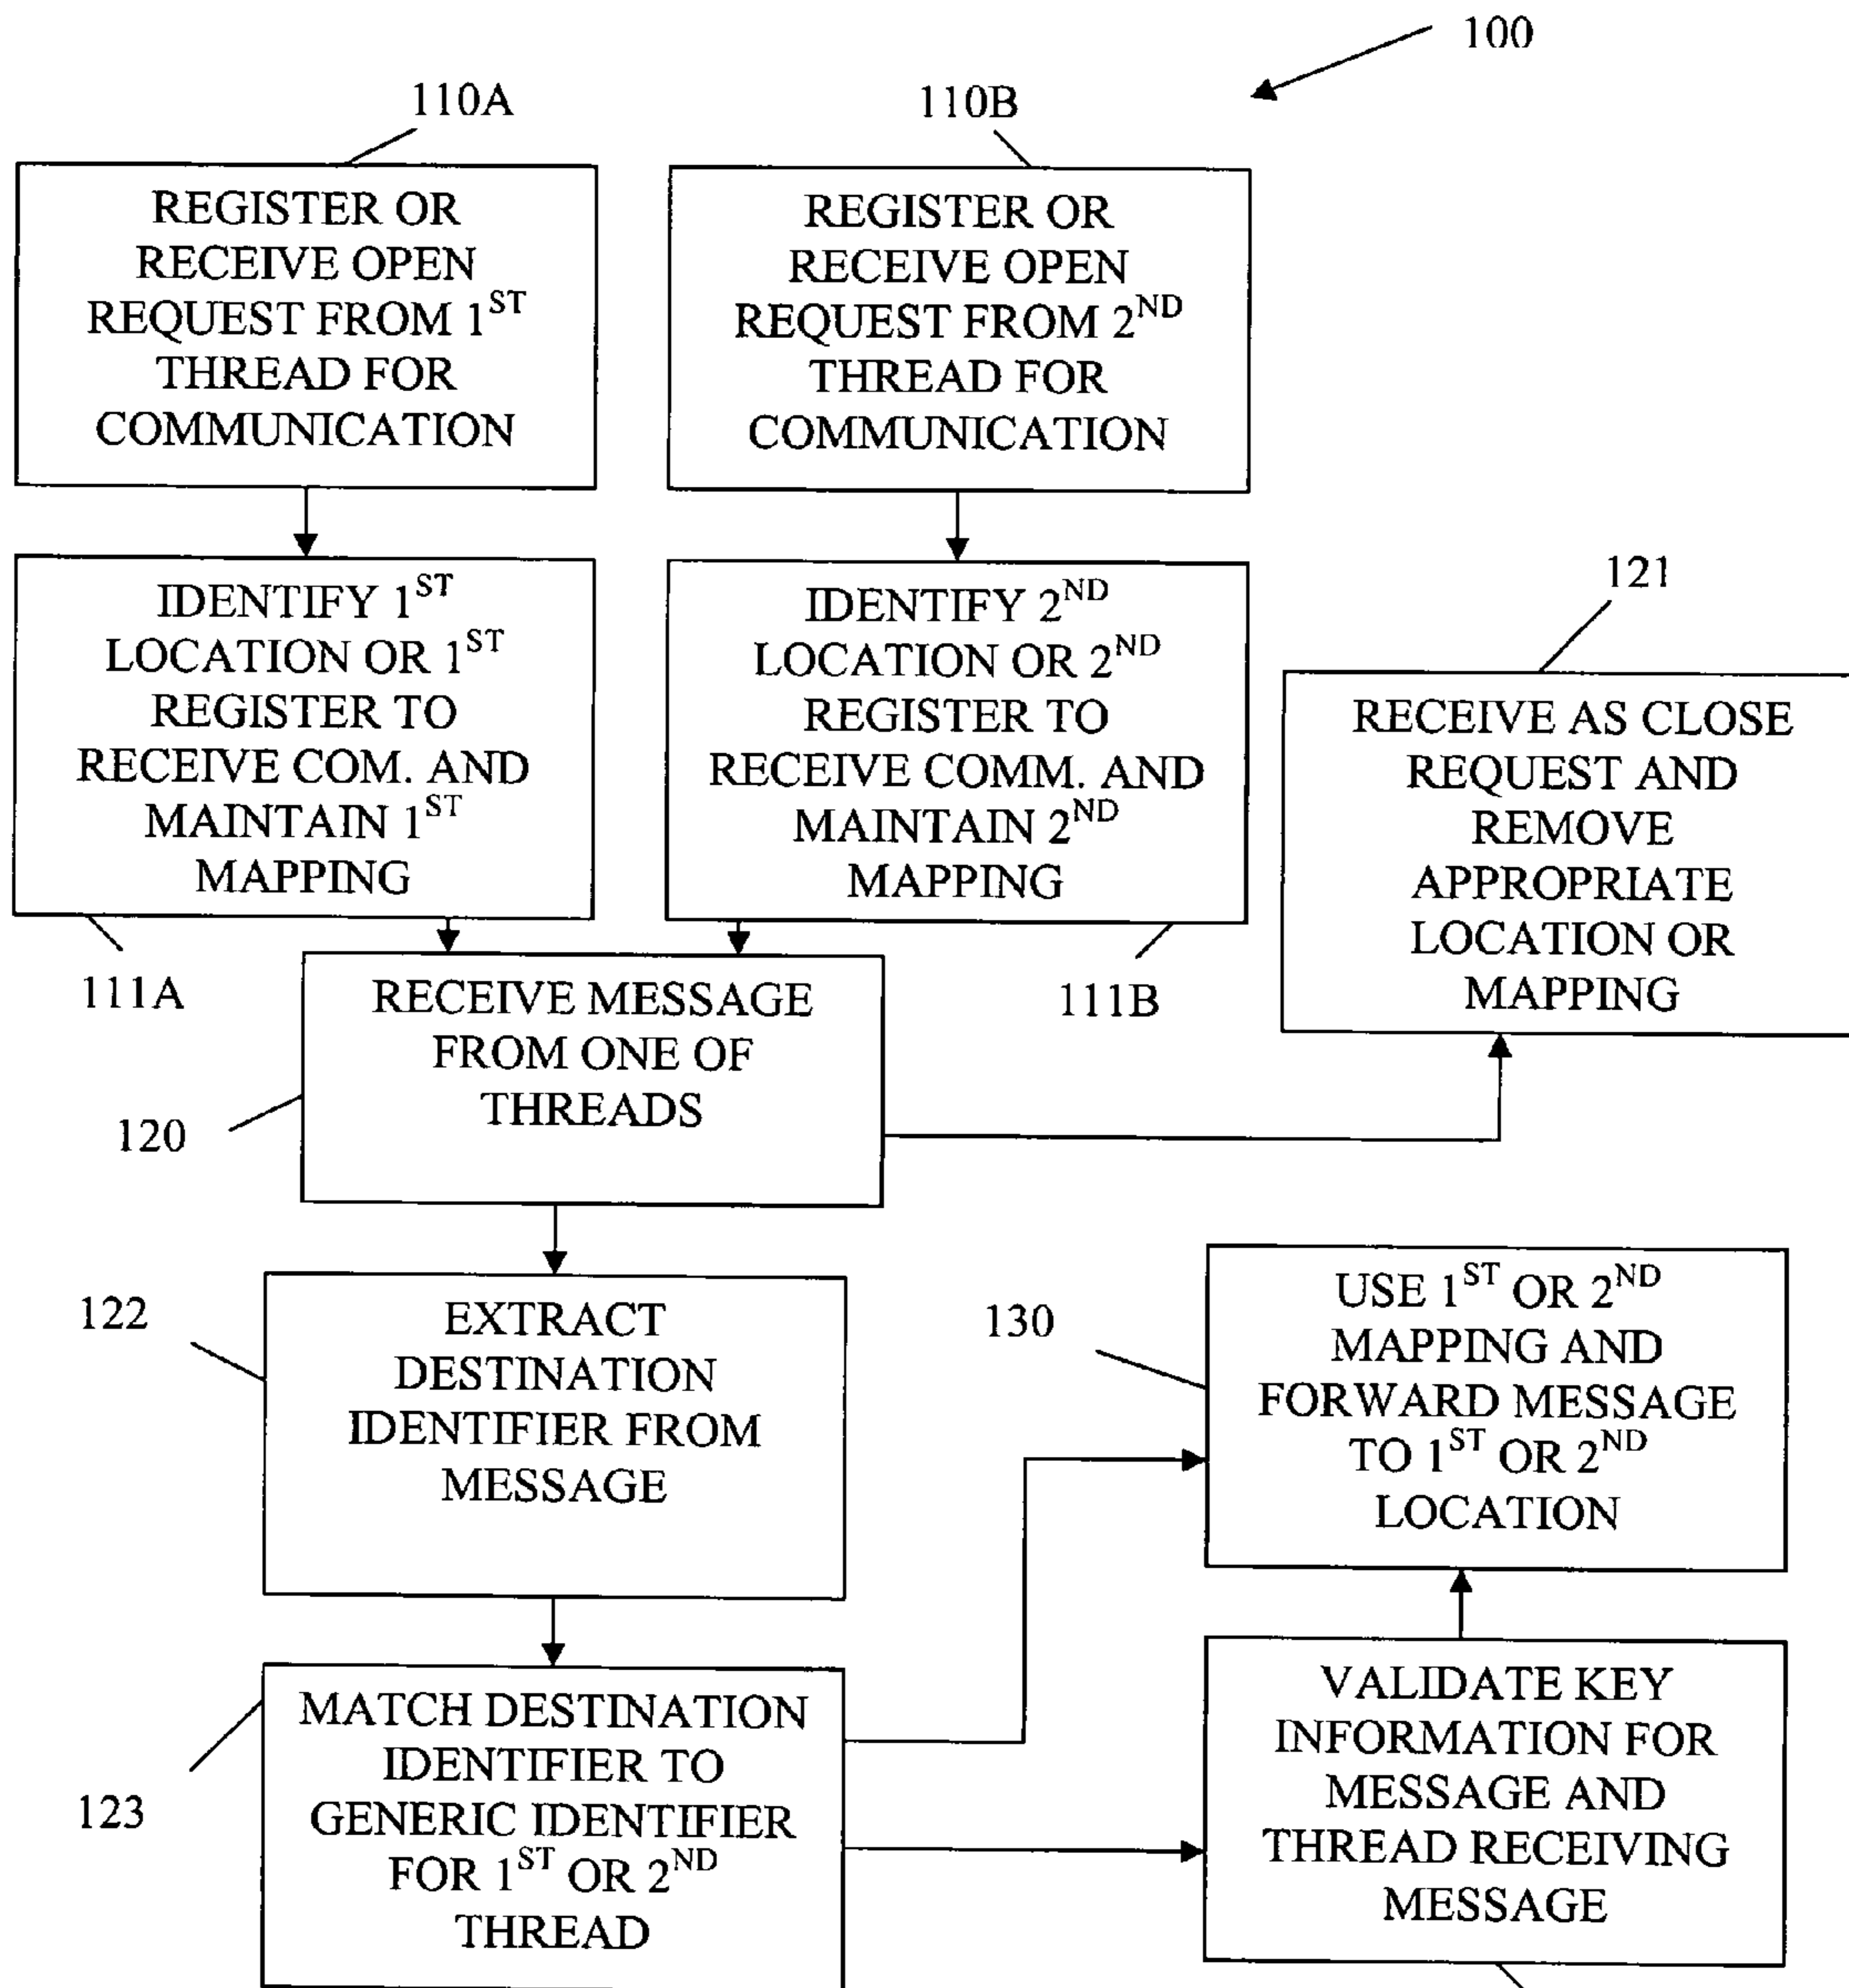 100
110A
110B
REGISTER OR
RECEIVE OPEN
REQUEST FROM 1ST
THREAD FOR
COMMUNICATION
REGISTER OR
RECEIVE OPEN
REQUEST FROM 2ND
THREAD FOR
COMMUNICATION
IDENTIFY 1ST
LOCATION OR 1ST
REGISTER TO
RECEIVE COM. AND
MAINTAIN 1ST
MAPPING
111A
IDENTIFY 2ND
LOCATION OR 2ND
REGISTER TO
RECEIVE COMM. AND
MAINTAIN 2ND
MAPPING
111B
121
RECEIVE AS CLOSE
REQUEST AND
REMOVE
APPROPRIATE
LOCATION OR
MAPPING
RECEIVE MESSAGE
FROM ONE OF
THREADS
120
122
EXTRACT
DESTINATION
IDENTIFIER FROM
MESSAGE
130
USE 1ST OR 2ND
MAPPING AND
FORWARD MESSAGE
TO 1ST OR 2ND
LOCATION
123
MATCH DESTINATION
IDENTIFIER TO
GENERIC IDENTIFIER
FOR 1ST OR 2ND
THREAD
VALIDATE KEY
INFORMATION FOR
MESSAGE AND
THREAD RECEIVING
MESSAGE